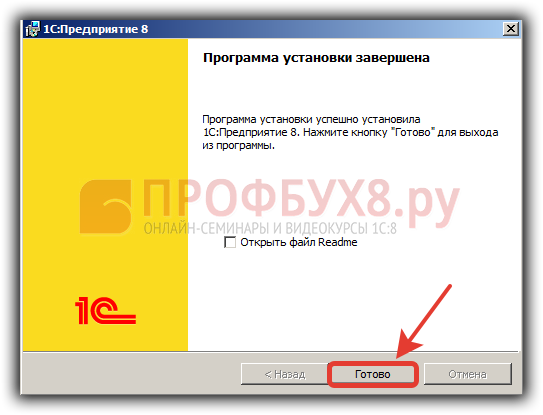 1С:Предприятие 8
Программа установки завершена
Программа установки успешно установила
1С:Предприятие 8. Нажмите кнопку "Готово" для выхода
из программы.
ПРОФБУХ8.ру
ОНЛАЙН-СЕМИНАРЫ И ВИДЕОКУРСЫ 1С:8
Открыть файл Readme
1С
< Назад
Готово
Отмена